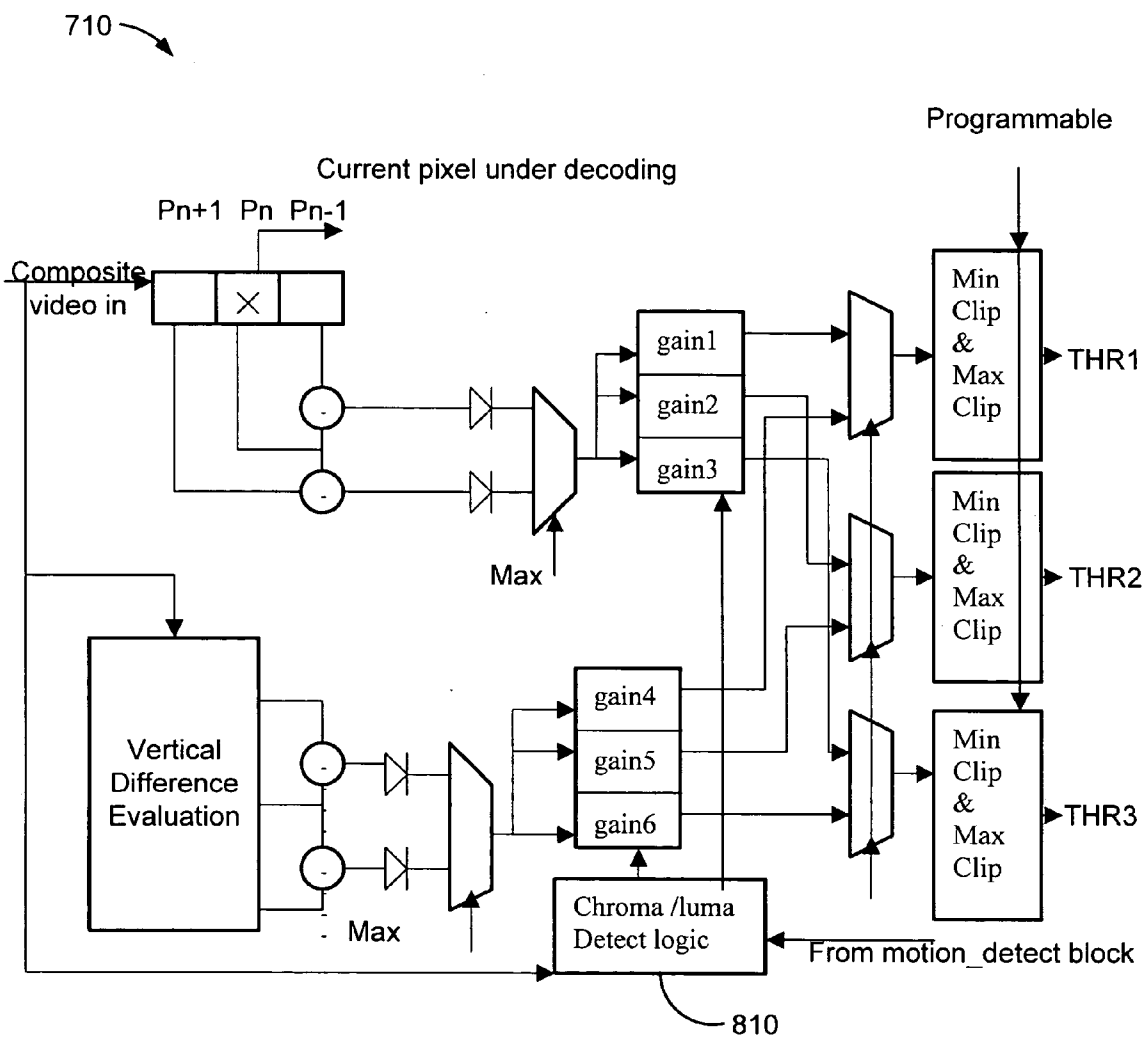 710
Programmable
Current pixel under decoding
Pn+1 Pn Pn-1
Composite
video in
Min
Clip
&
Max
Clip
THR1
gain1
gain2
gain3
-
-
Max
Min
Clip
&
Max
Clip
THR2
Vertical
Difference
Evaluation
-
-
Max
gain4
gain5
gain6
Min
Clip
&
Max
Clip
THR3
Chroma /luma
Detect logic
From motion_detect block
810